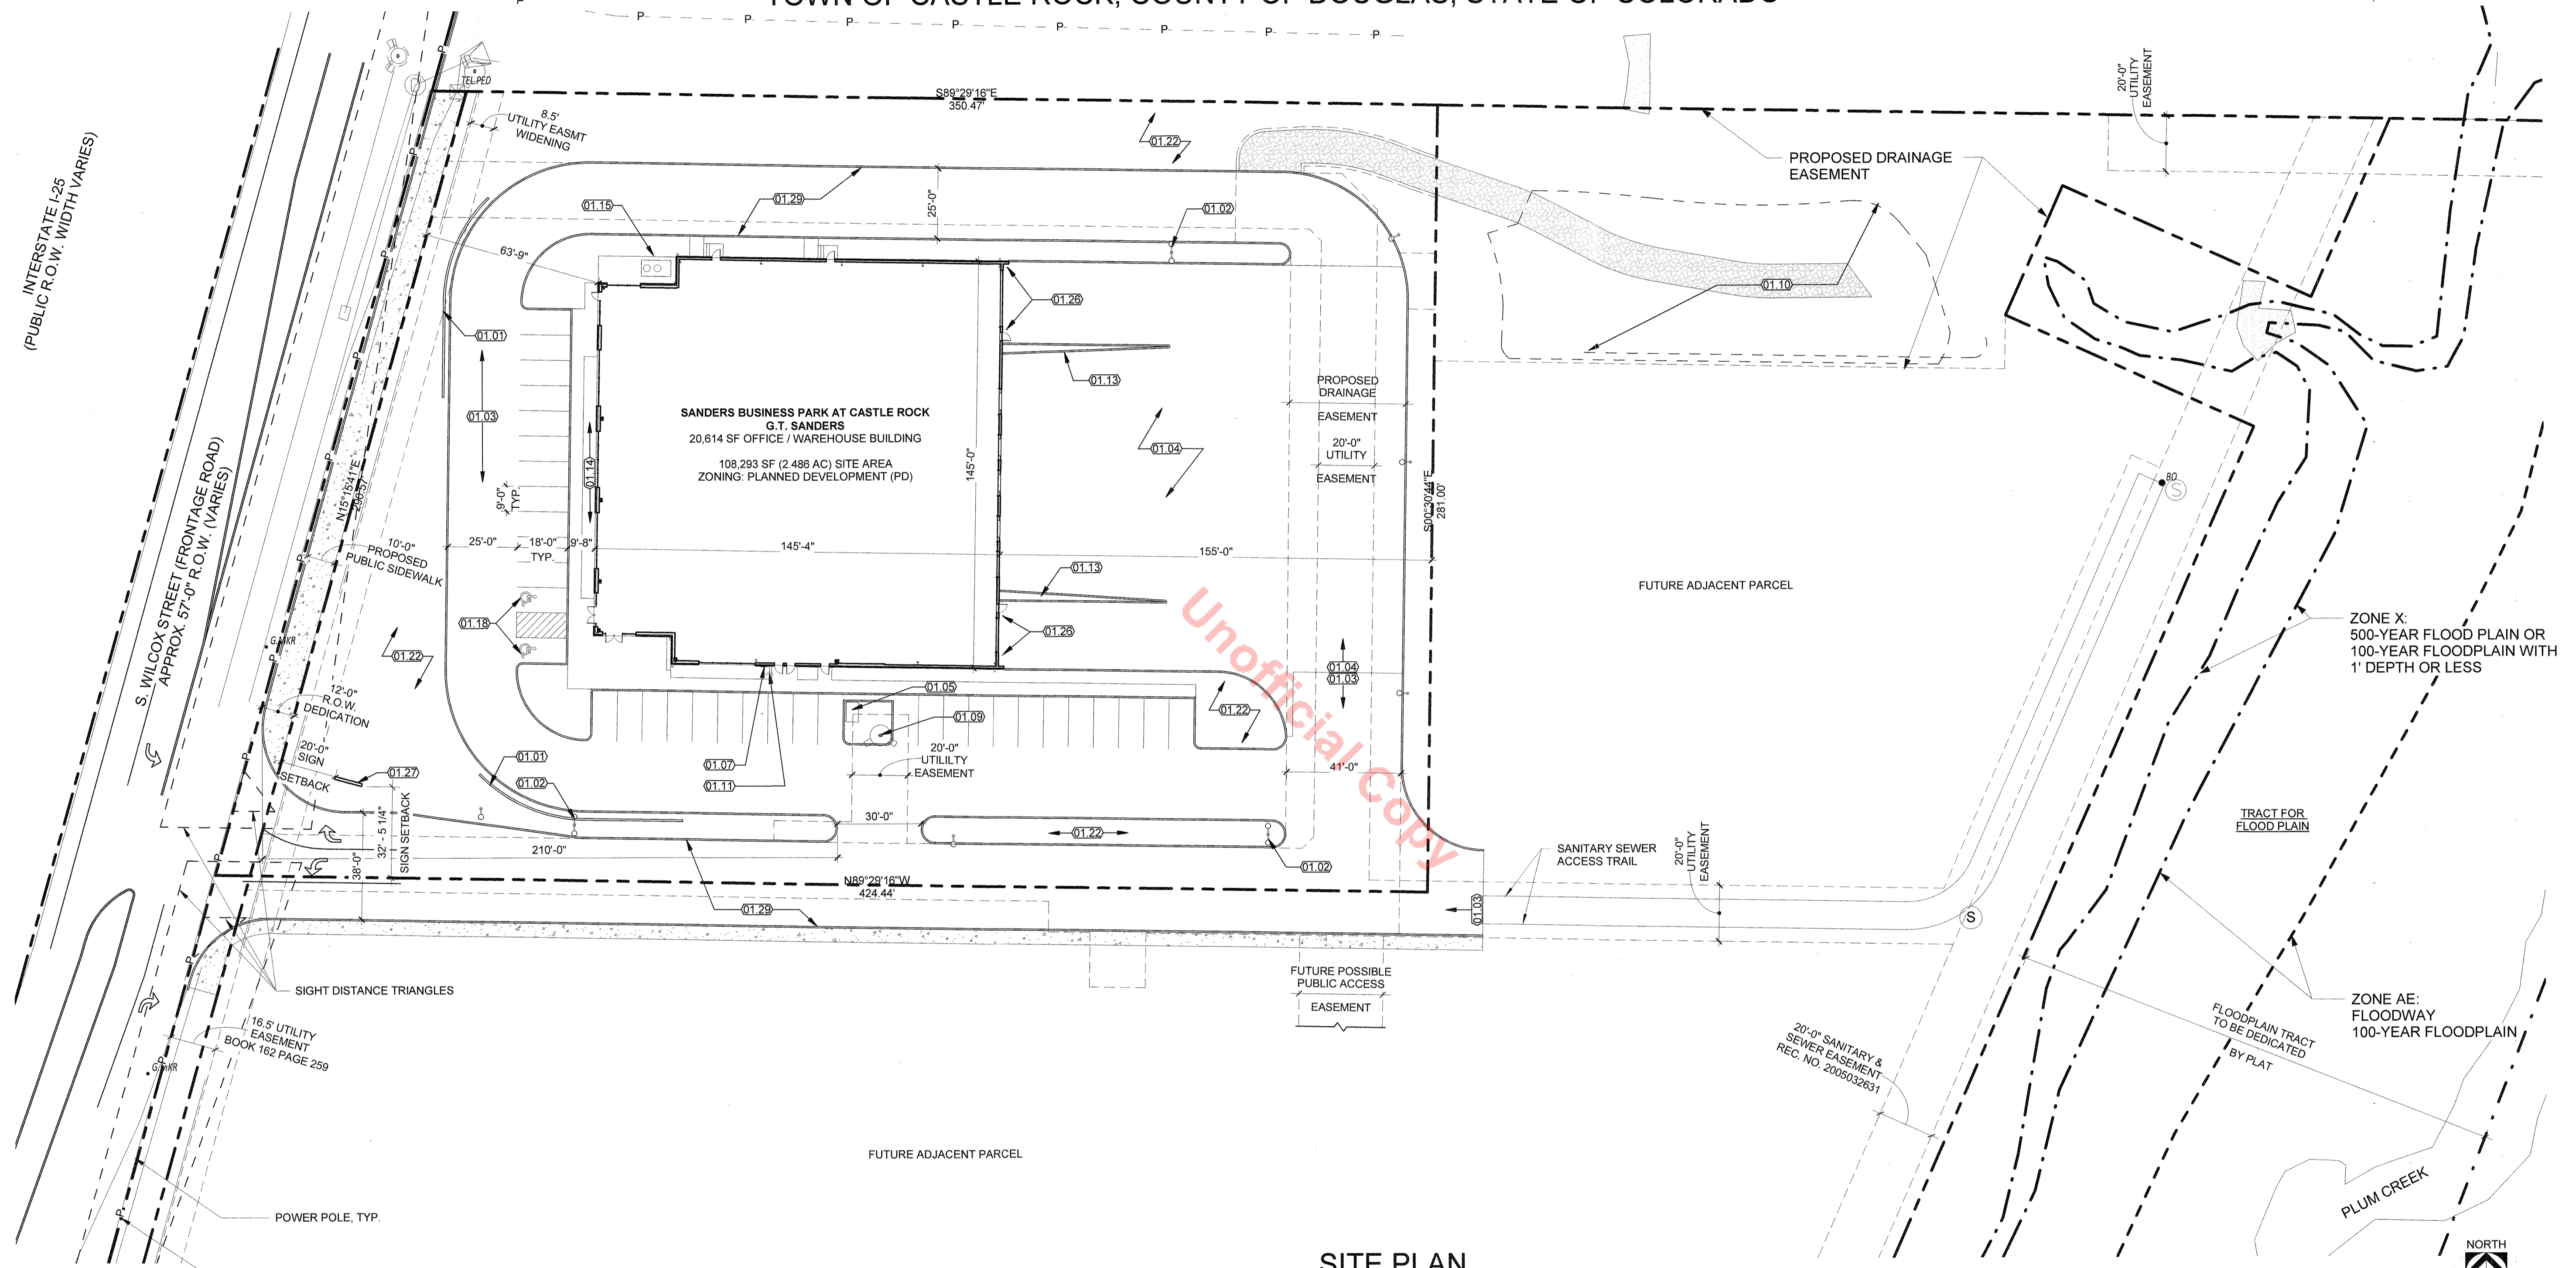 TOWN OF CASTLE ROCK, COUNTY OF DOUGLAS, STATE OF COLORADO
P
P
P
P
P
P
P
P
TEL.PED
S89°29'16"E
350.47'
20'-0"
UTILITY
EASEMENT
8.5'
UTILITY EASMT
WIDENING
01.22
PROPOSED DRAINAGE
EASEMENT
INTERSTATE I-25
(PUBLIC R.O.W. WIDTH VARIES)
01.15
01.29
25'-0"
01.02
63'-9"
01.26
01.10
01.01
01.13
01.03
PROPOSED
DRAINAGE
EASEMENT
20'-0"
UTILITY
EASEMENT
SANDERS BUSINESS PARK AT CASTLE ROCK
G.T. SANDERS
20,614 SF OFFICE / WAREHOUSE BUILDING
108,293 SF (2.486 AC) SITE AREA
ZONING: PLANNED DEVELOPMENT (PD)
01.14
145'-0"
01.04
S00°30'44"E
281.00'
BO
S
N15°15'41"E
290.57'
9'-0"
TYP.
S. WILCOX STREET (FRONTAGE ROAD)
APPROX. 57'-0" R.O.W. (VARIES)
10'-0"
PROPOSED
PUBLIC SIDEWALK
25'-0"
18'-0"
TYP.
9'-8"
145'-4"
155'-0"
01.13
FUTURE ADJACENT PARCEL
01.18
01.26
G.MKR
01.22
01.04
01.03
ZONE X:
500-YEAR FLOOD PLAIN OR
100-YEAR FLOODPLAIN WITH
1' DEPTH OR LESS
12'-0"
R.O.W.
DEDICATION
01.05
01.09
01.22
20'-0"
SIGN
SETBACK
01.27
01.01
01.02
01.07
01.11
20'-0"
UTILILTY
EASEMENT
41'-0"
32' - 5 1/4"
SIGN SETBACK
38'-0"
30'-0"
01.22
210'-0"
01.02
TRACT FOR
FLOOD PLAIN
SANITARY SEWER
ACCESS TRAIL
20'-0"
UTILITY
EASEMENT
N89°29'16"W
424.44'
01.29
01.03
S
SIGHT DISTANCE TRIANGLES
FUTURE POSSIBLE
PUBLIC ACCESS
EASEMENT
16.5' UTILITY
EASEMENT
BOOK 162 PAGE 259
G.MKR
ZONE AE:
FLOODWAY
100-YEAR FLOODPLAIN
FLOODPLAIN TRACT
TO BE DEDICATED
BY PLAT
20'-0" SANITARY &
SEWER EASEMENT
REC. NO. 2005032631
FUTURE ADJACENT PARCEL
PLUM CREEK
POWER POLE, TYP.
Unofficial Copy
SITE PLAN
NORTH